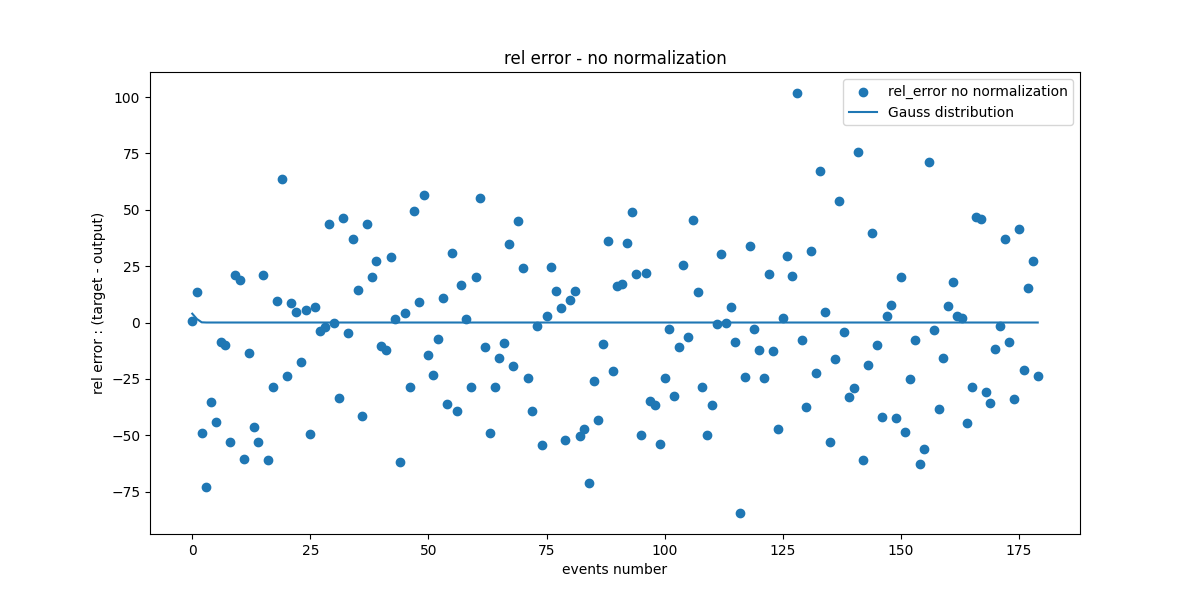 rel error - no normalization
rel_error no normalization
Gauss distribution
rel error : (target - output)
100
75
50
25
0
−25
−50
−75
0 25 50 75 100 125 150 175
events number